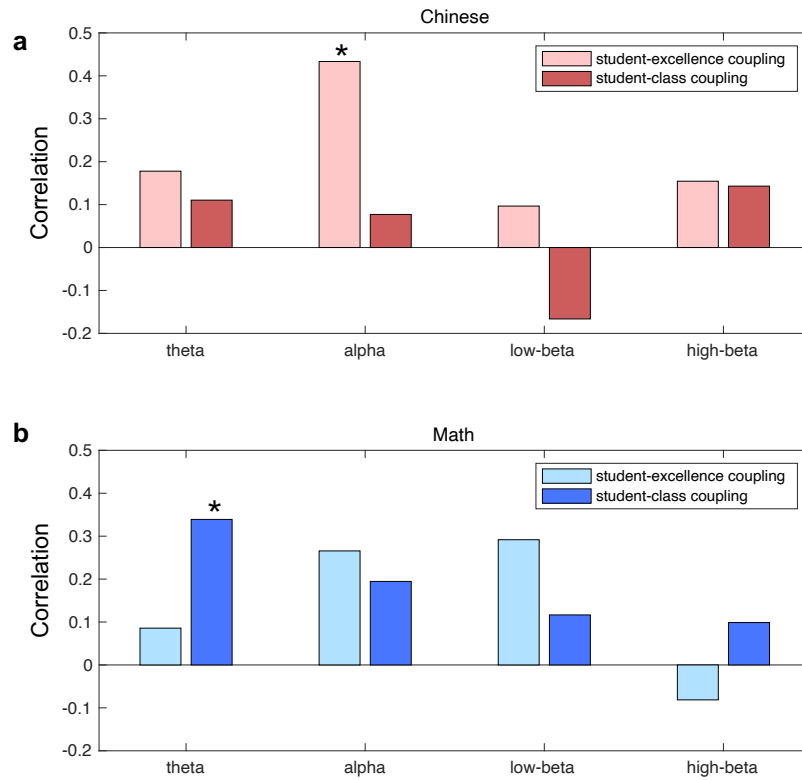 a
Chinese
student-excellence coupling
student-class coupling
*
Correlation
0.5
0.4
0.3
0.2
0.1
0
-0.1
-0.2
theta alpha low-beta high-beta
b
Math
student-excellence coupling
student-class coupling
*
Correlation
0.5
0.4
0.3
0.2
0.1
0
-0.1
-0.2
theta alpha low-beta high-beta